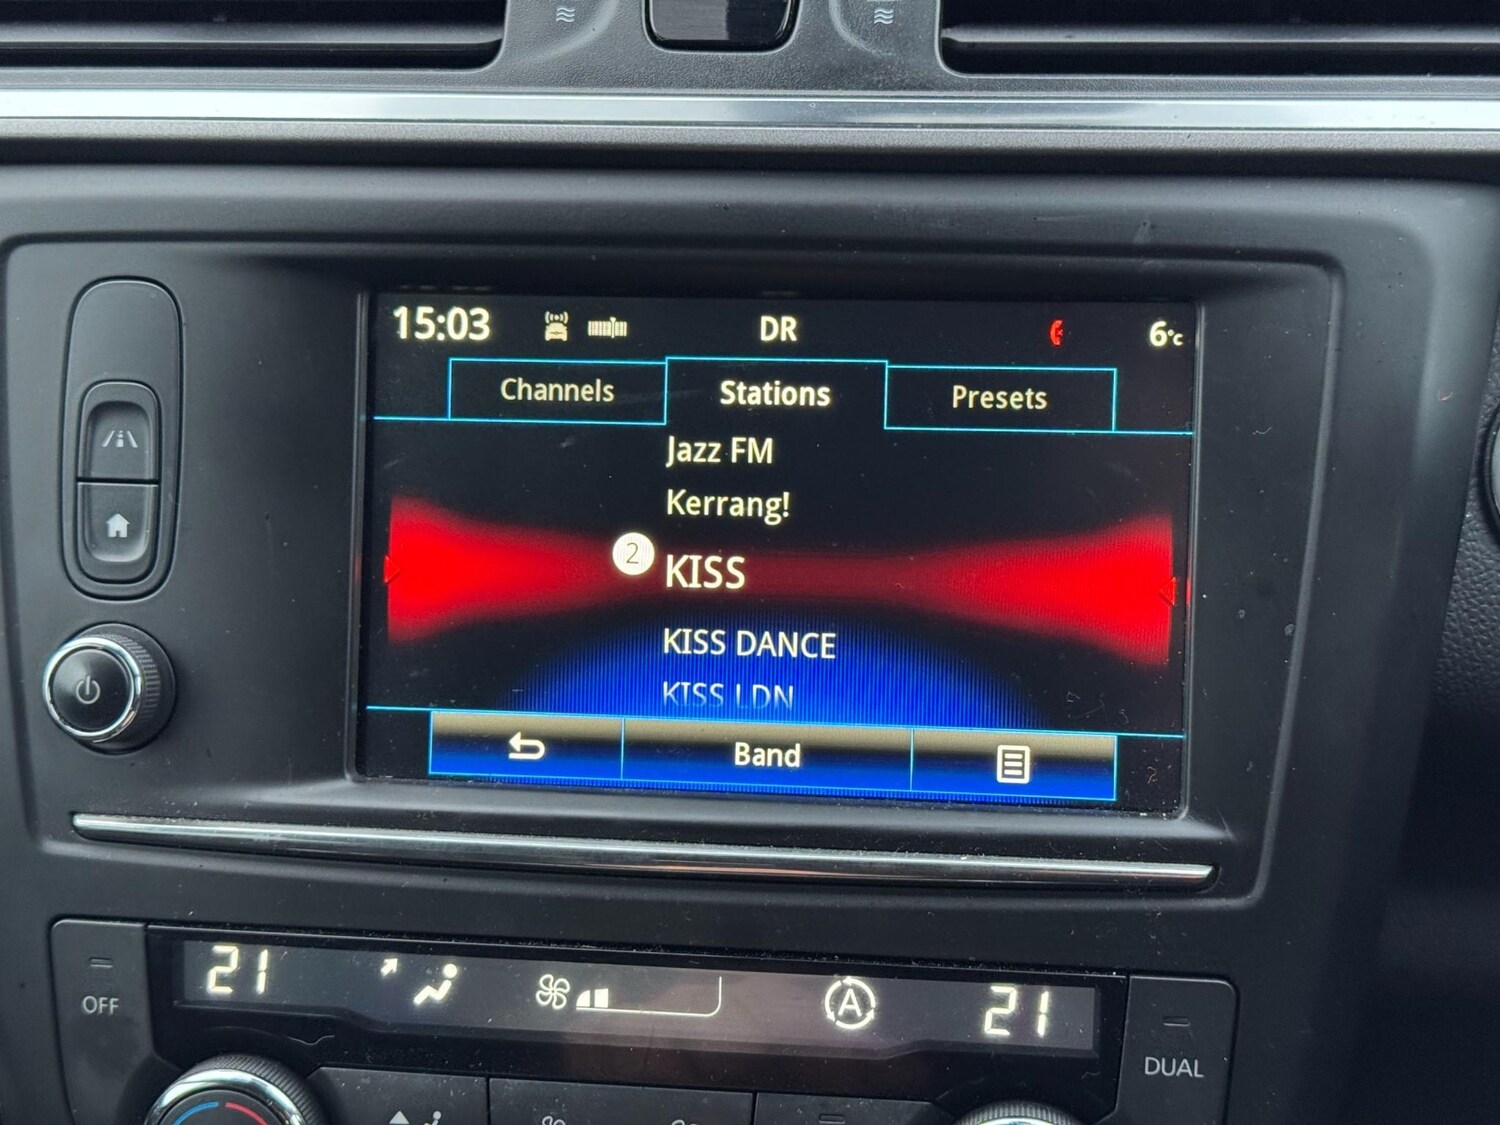 15:03 DR 6°c
Channels Stations Presets
Jazz FM
Kerrang!
2 KISS
KISS DANCE
KISS LDN
Band
21 A 21
OFF
DUAL